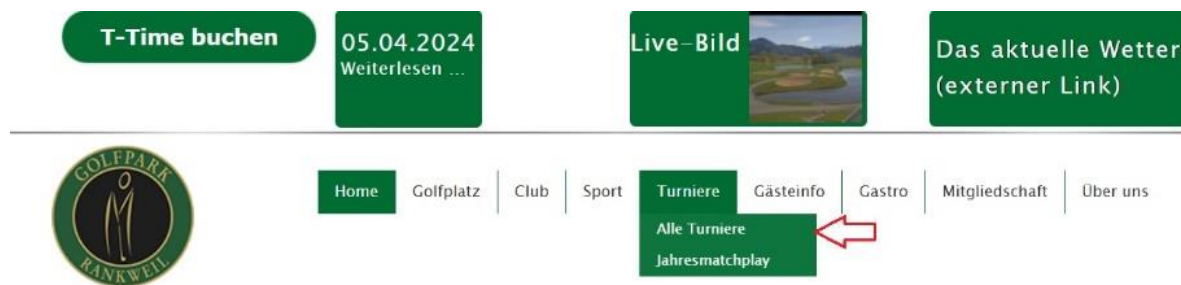 T-Time buchen
05.04.2024
Weiterlesen ...
Live-Bild
Das aktuelle Wetter
(externer Link)
GOLFPARK
RANKWEIL
Home Golfplatz Club Sport Turniere Gästeinfo Gastro Mitgliedschaft Über uns
Alle Turniere
Jahresmatchplay